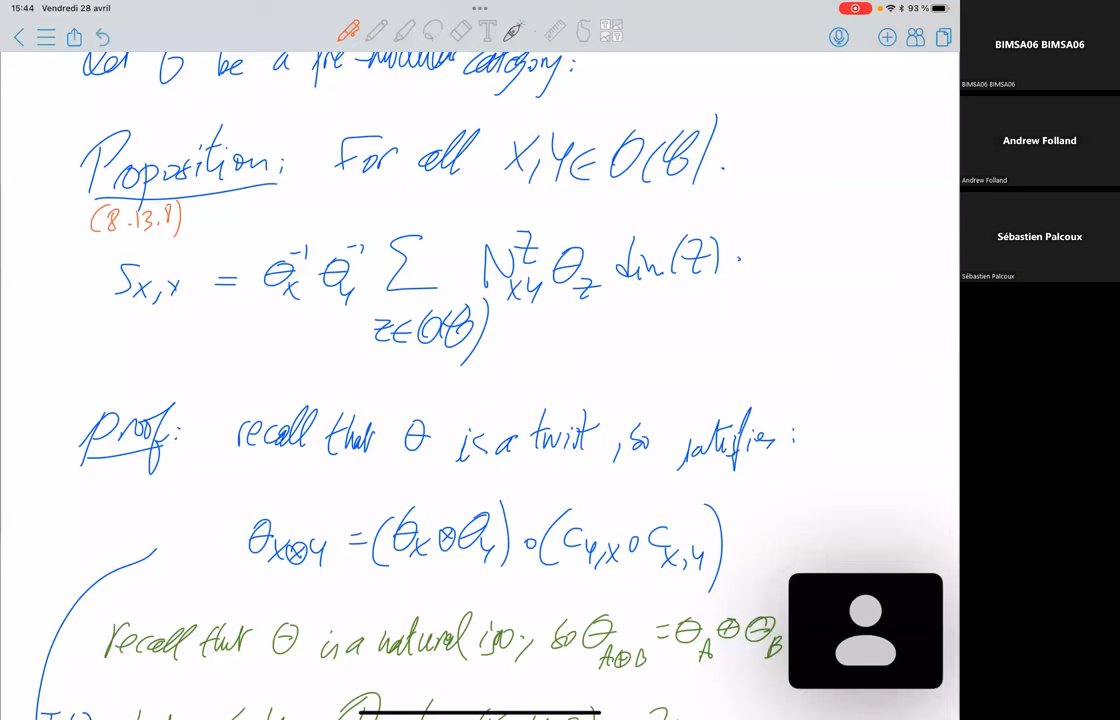 15:44 Vendredi 28 avril
93 %
Let C be a pre-modular category:
Proposition: For all X,Y∈O(C).
(8.13.8)
S_{X,Y} = θ_X^{-1} θ_Y^{-1} ∑_{Z∈O(C)} N_{XY}^Z θ_Z dim(Z).
Proof: recall that θ is a twist, so satisfies:
θ_{X⊗Y} = (θ_X⊗θ_Y)∘(c_{Y,X}∘c_{X,Y})
recall that θ is a natural iso, so θ_{A⊕B} = θ_A⊕θ_B
BIMSA06 BIMSA06
BIMSA06 BIMSA06
Andrew Folland
Andrew Folland
Sébastien Palcoux
Sébastien Palcoux